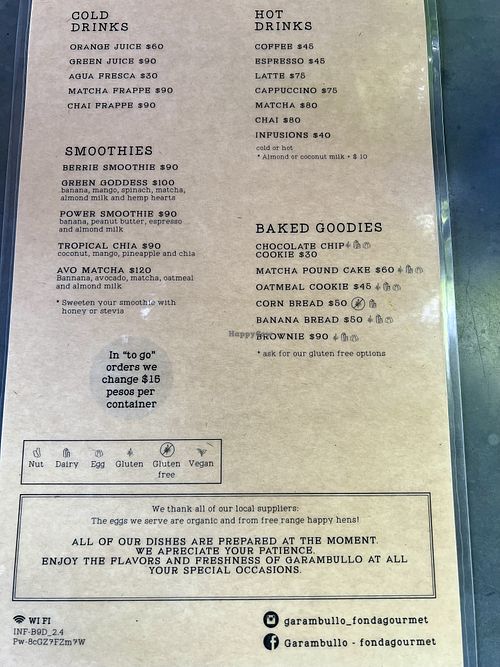 COLD
DRINKS
ORANGE JUICE $60
GREEN JUICE $90
AGUA FRESCA $30
MATCHA FRAPPE $90
CHAI FRAPPE $90
SMOOTHIES
BERRIE SMOOTHIE $90
GREEN GODDESS $100
banana, mango, spinach, matcha,
almond milk and hemp hearts
POWER SMOOTHIE $90
banana, peanut butter, espresso
and almond milk
TROPICAL CHIA $90
coconut, mango, pineapple and chia
AVO MATCHA $120
Bannana, avocado, matcha, oatmeal
and almond milk
* Sweeten your smoothie with
honey or stevia
HOT
DRINKS
COFFEE $45
ESPRESSO $45
LATTE $75
CAPPUCCINO $75
MATCHA $80
CHAI $80
INFUSIONS $40
cold or hot
* Almond or coconut milk + $ 10
BAKED GOODIES
CHOCOLATE CHIP
COOKIE $30
MATCHA POUND CAKE $60
OATMEAL COOKIE $45
CORN BREAD $50
BANANA BREAD $50
HappyCow
BROWNIE $90
* ask for our gluten free options
In "to go"
orders we
change $15
pesos per
container
Nut Dairy Egg Gluten Gluten free Vegan
We thank all of our local suppliers:
The eggs we serve are organic and from free range happy hens!
ALL OF OUR DISHES ARE PREPARED AT THE MOMENT.
WE APRECIATE YOUR PATIENCE.
ENJOY THE FLAVORS AND FRESHNESS OF GARAMBULLO AT ALL
YOUR SPECIAL OCCASIONS.
WI FI
INF-B9D_2.4
Pw-8cGZ7FZm7W
garambullo_fondagourmet
Garambullo - fondagourmet